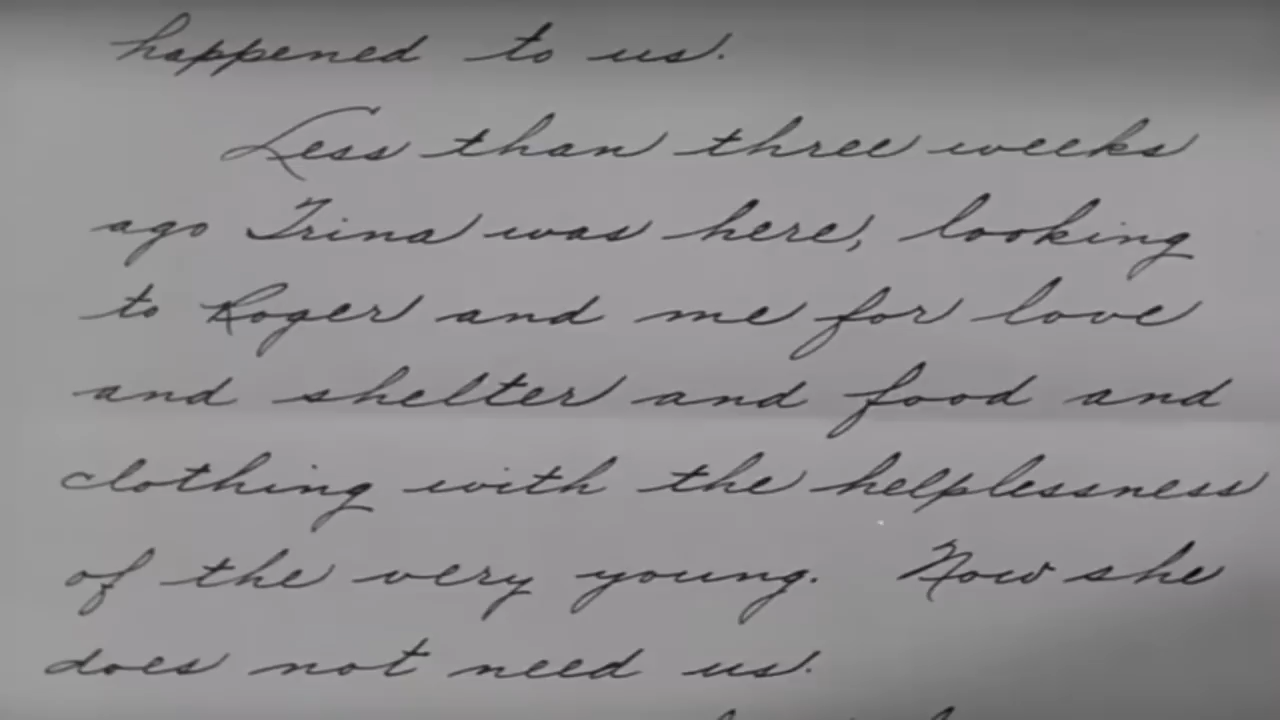 happened to us.
Less than three weeks
ago Trina was here, looking
to Roger and me for love
and shelter and food and
clothing with the helplessness
of the very young. Now she
does not need us.